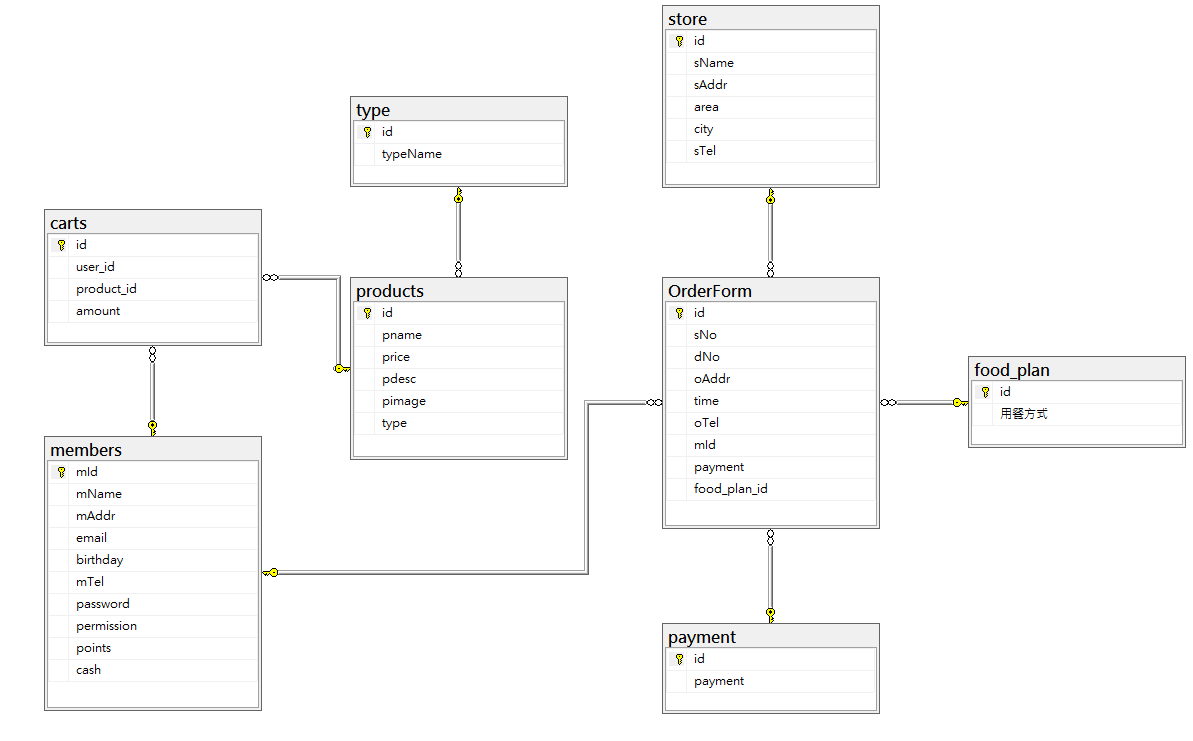 store
id
sName
sAddr
area
city
sTel
type
id
typeName
carts
id
user_id
product_id
amount
products
id
pname
price
pdesc
pimage
type
OrderForm
id
sNo
dNo
oAddr
time
oTel
mId
payment
food_plan_id
food_plan
id
用餐方式
members
mId
mName
mAddr
email
birthday
mTel
password
permission
points
cash
payment
id
payment